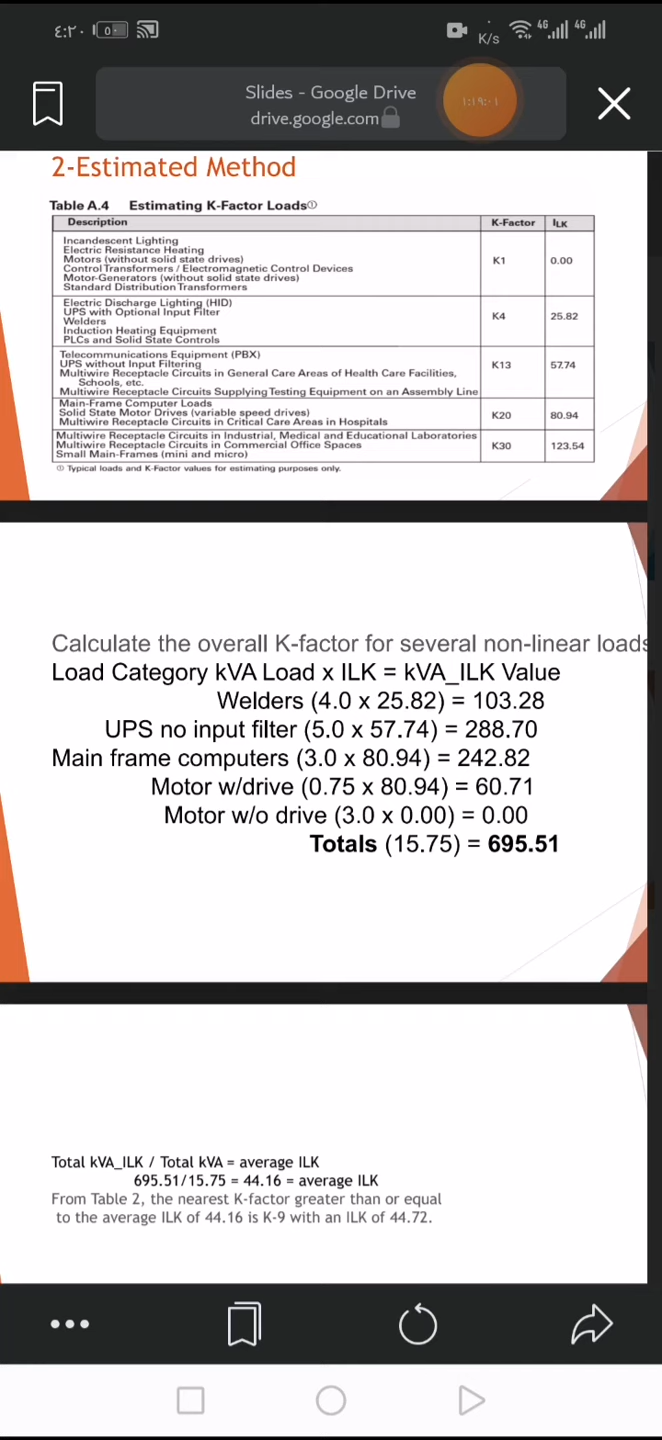 ٤:٢٠
K/s
4G
4G
Slides - Google Drive
drive.google.com
١:١٩:٠١
2-Estimated Method
Table A.4 Estimating K-Factor Loads①
Description K-Factor ILK
Incandescent Lighting
Electric Resistance Heating
Motors (without solid state drives)
Control Transformers / Electromagnetic Control Devices
Motor-Generators (without solid state drives)
Standard Distribution Transformers
K1 0.00
Electric Discharge Lighting (HID)
UPS with Optional Input Filter
Welders
Induction Heating Equipment
PLCs and Solid State Controls
K4 25.82
Telecommunications Equipment (PBX)
UPS without Input Filtering
Multiwire Receptacle Circuits in General Care Areas of Health Care Facilities,
Schools, etc.
Multiwire Receptacle Circuits Supplying Testing Equipment on an Assembly Line
K13 57.74
Main-Frame Computer Loads
Solid State Motor Drives (variable speed drives)
Multiwire Receptacle Circuits in Critical Care Areas in Hospitals
K20 80.94
Multiwire Receptacle Circuits in Industrial, Medical and Educational Laboratories
Multiwire Receptacle Circuits in Commercial Office Spaces
Small Main-Frames (mini and micro)
K30 123.54
① Typical loads and K-Factor values for estimating purposes only.
Calculate the overall K-factor for several non-linear loads
Load Category kVA Load x ILK = kVA_ILK Value
Welders (4.0 x 25.82) = 103.28
UPS no input filter (5.0 x 57.74) = 288.70
Main frame computers (3.0 x 80.94) = 242.82
Motor w/drive (0.75 x 80.94) = 60.71
Motor w/o drive (3.0 x 0.00) = 0.00
Totals (15.75) = 695.51
Total kVA_ILK / Total kVA = average ILK
695.51/15.75 = 44.16 = average ILK
From Table 2, the nearest K-factor greater than or equal
to the average ILK of 44.16 is K-9 with an ILK of 44.72.